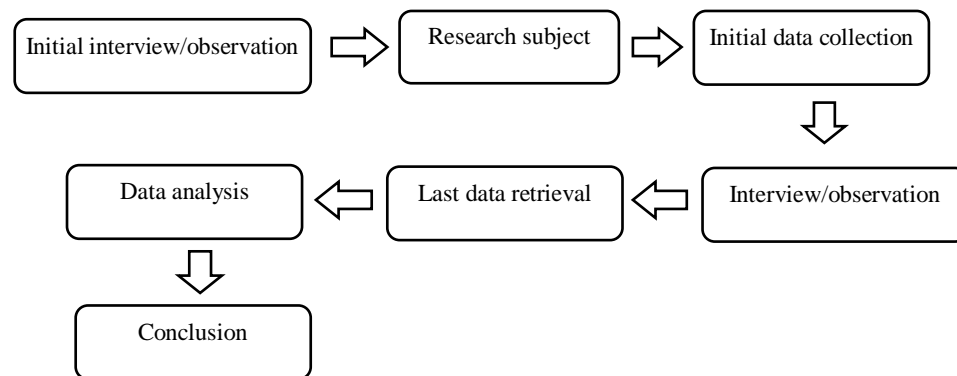 Initial interview/observation
Research subject
Initial data collection
Interview/observation
Last data retrieval
Data analysis
Conclusion